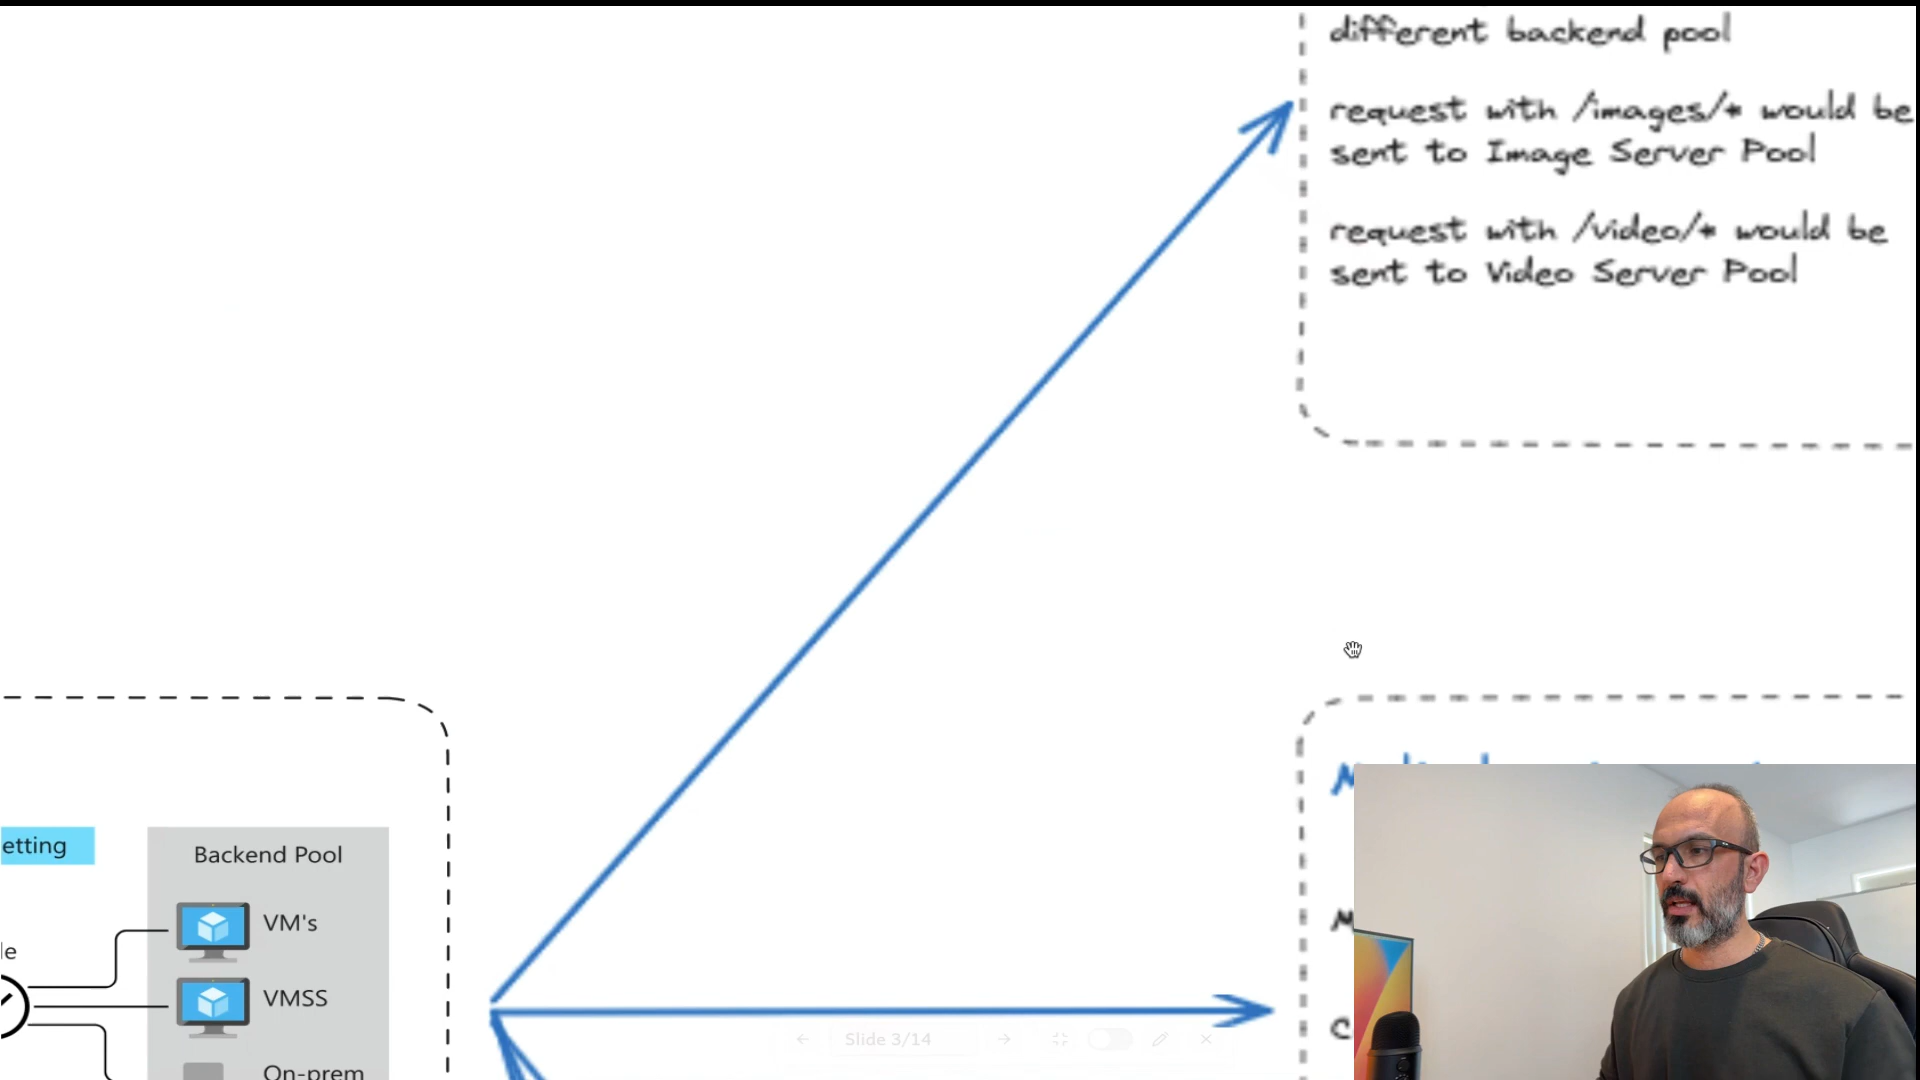 different backend pool
request with /images/* would be
sent to Image Server Pool
request with /video/* would be
sent to Video Server Pool
etting
Backend Pool
VM's
le
VMSS
On-prem
Slide 3/14